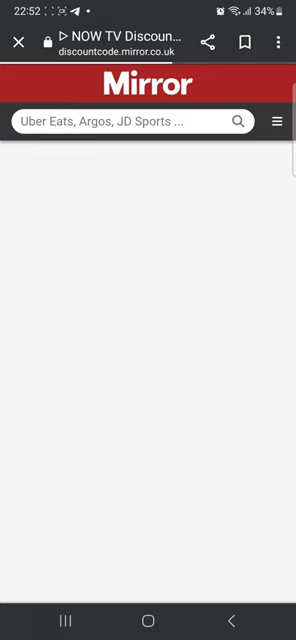 22:52
34%
▷ NOW TV Discoun...
discountcode.mirror.co.uk
Mirror
Uber Eats, Argos, JD Sports ...